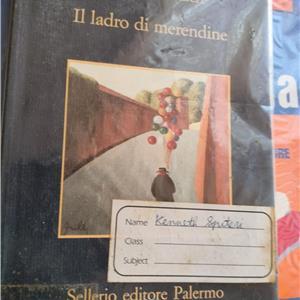 Il ladro di merendine
Name Kenneth Spiteri
Class
Subject
Sellerio editore Palermo